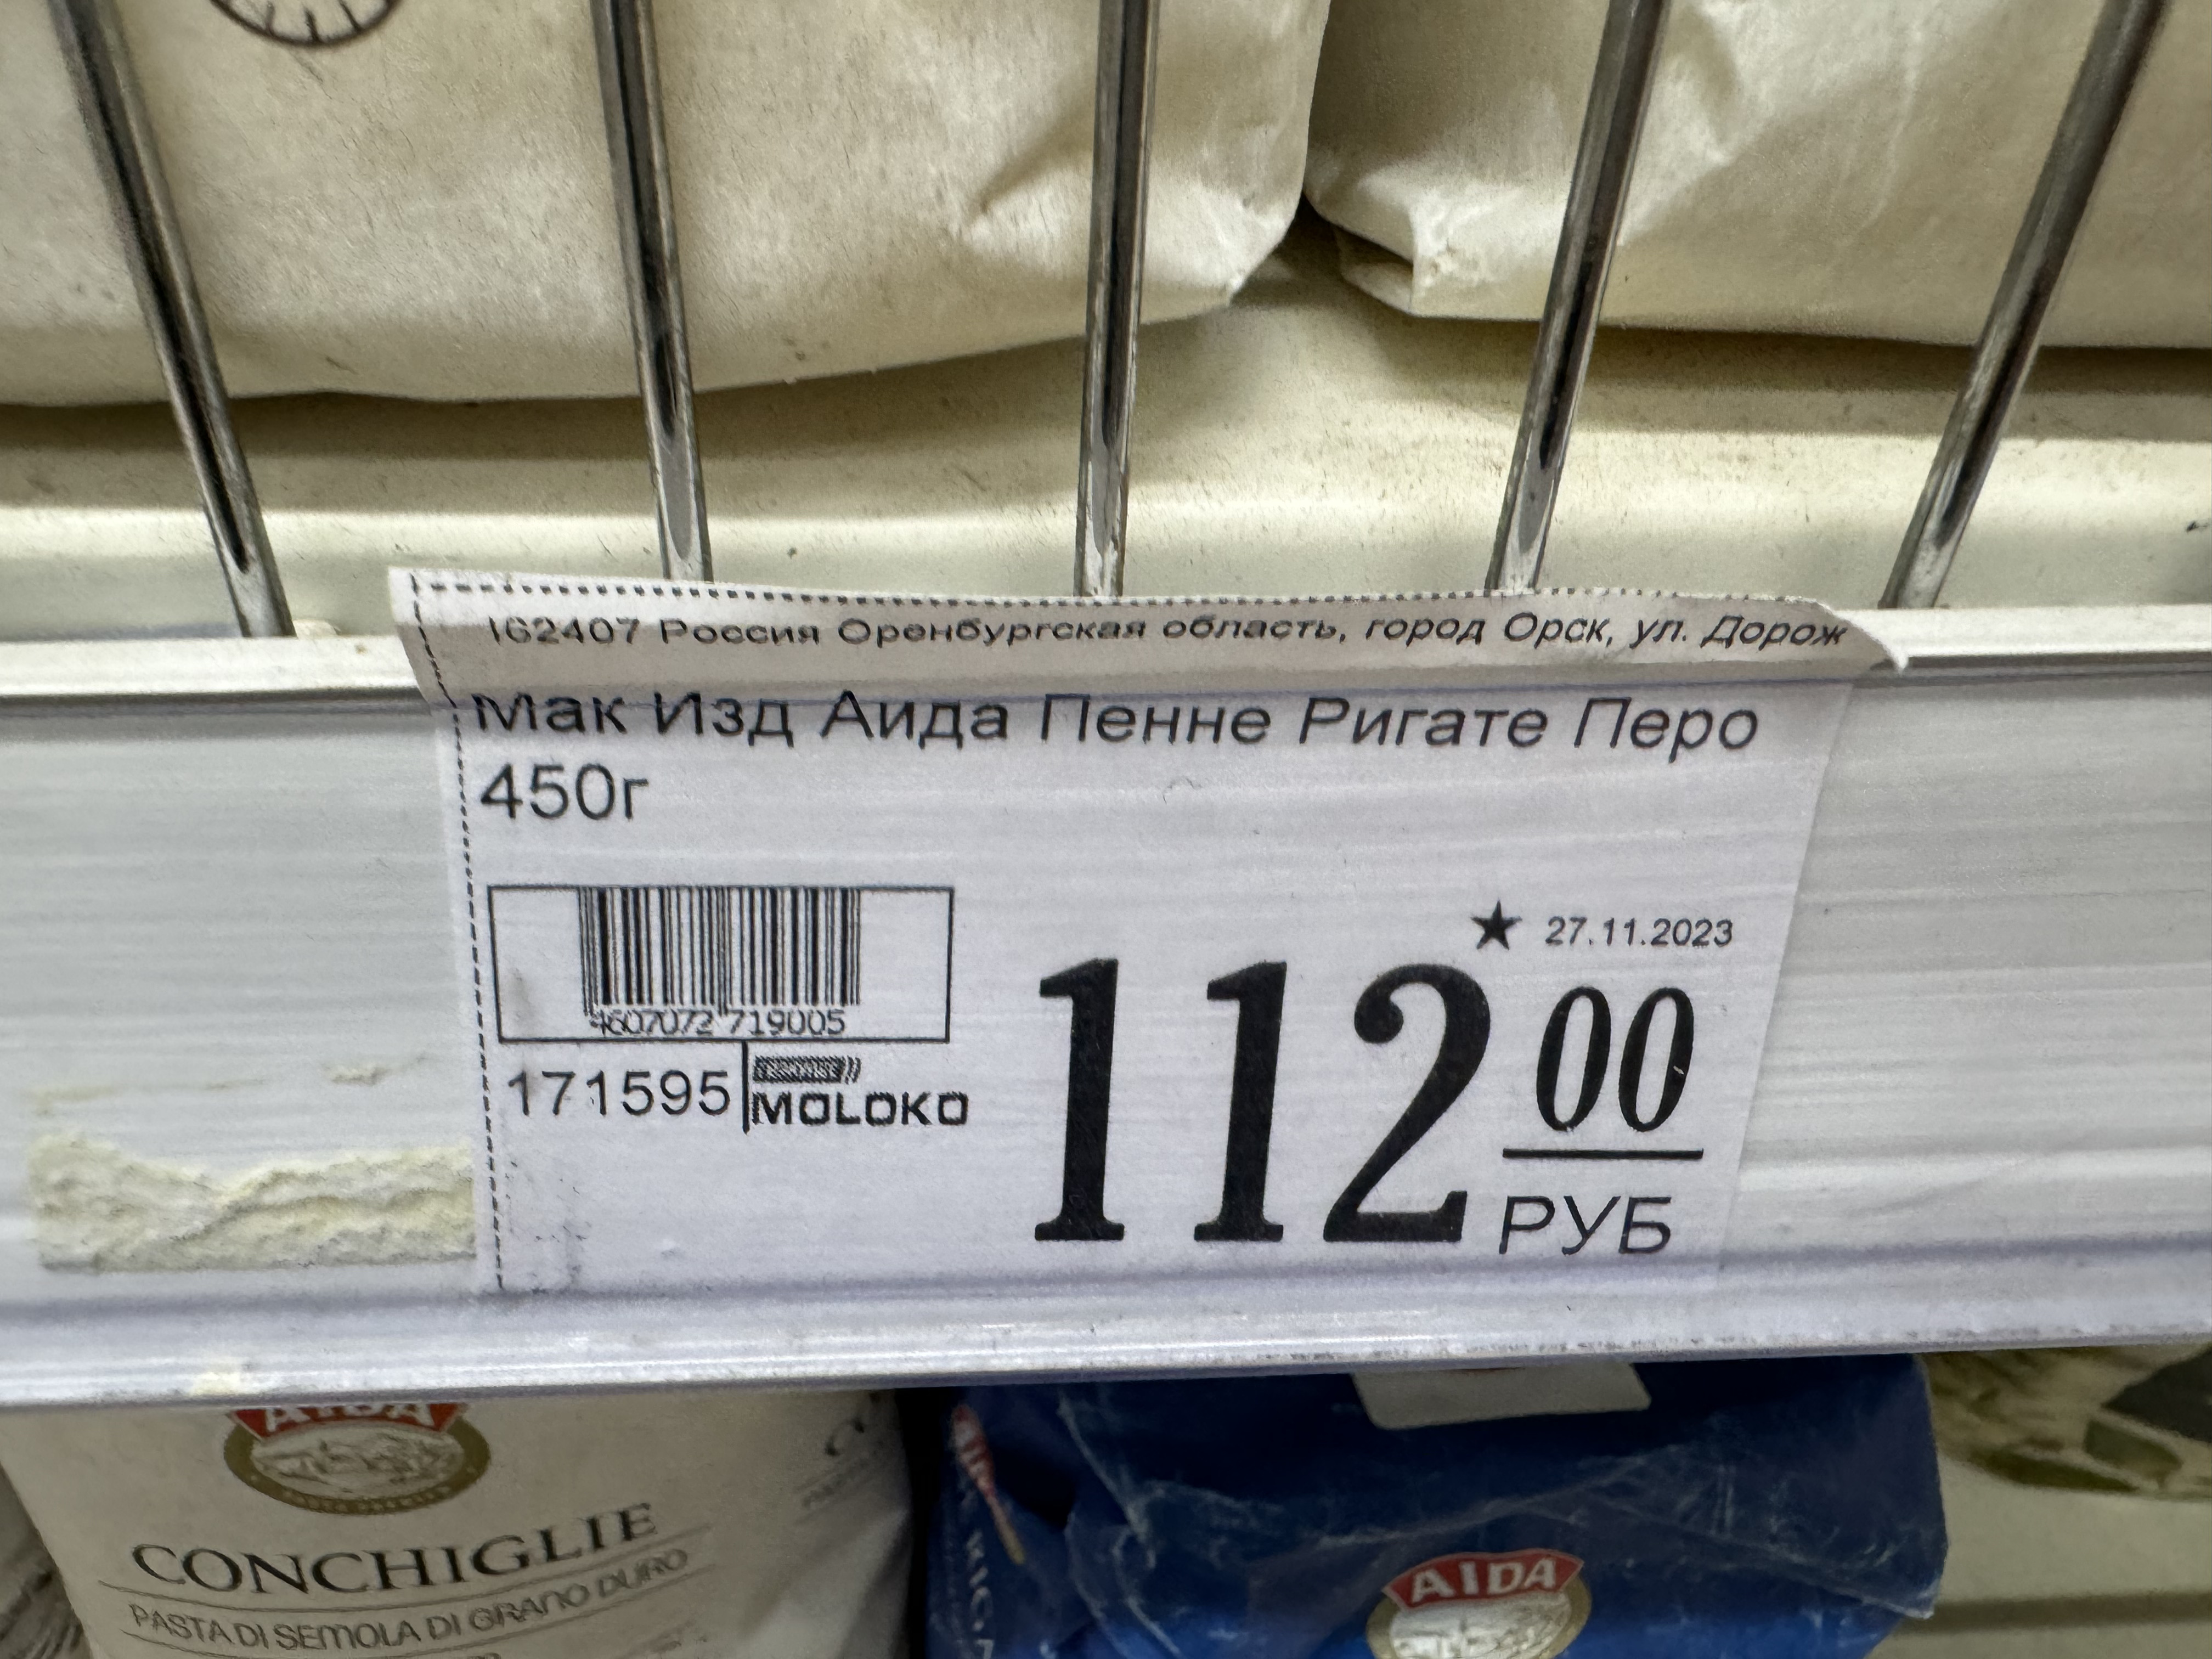 162407 Россия Оренбургская область, город Орск, ул. Дорож
Мак Изд Аида Пенне Ригате Перо
450г
★ 27.11.2023
4607072 719005
171595
MOLOKO
112 00
РУБ
AIDA
CONCHIGLIE
PASTA DI SEMOLA DI GRANO DURO
AIDA